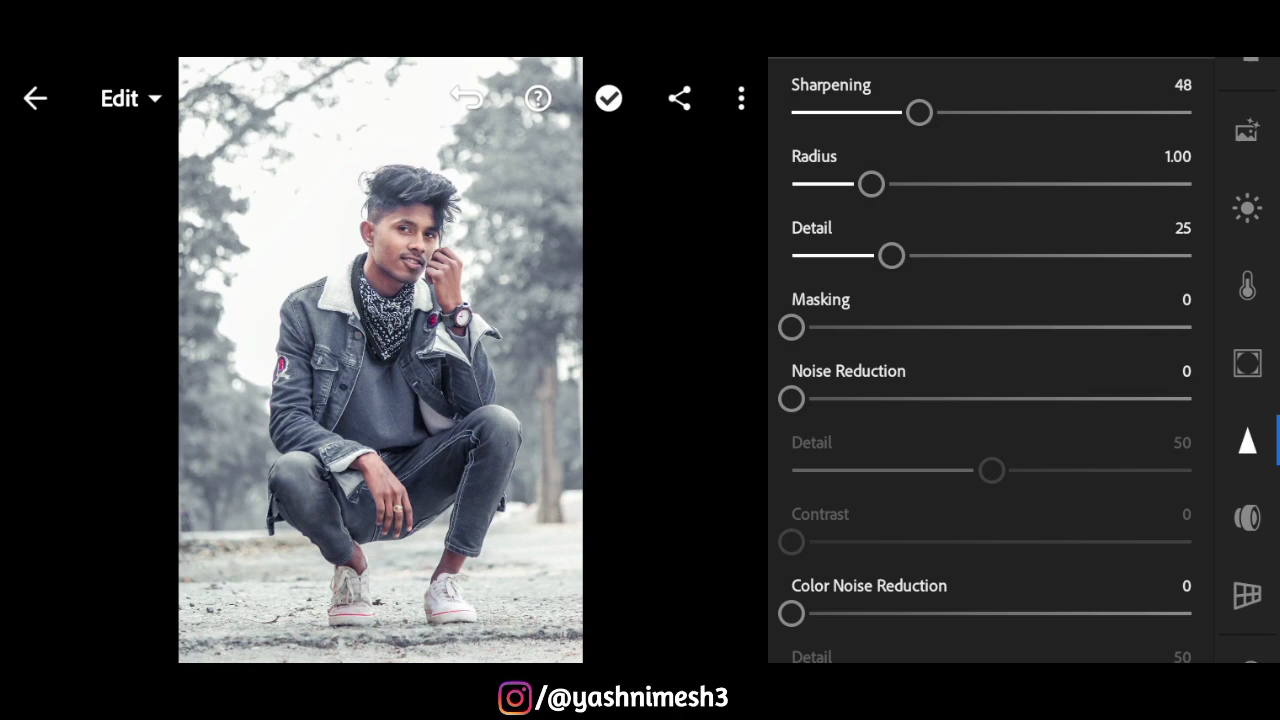 Edit
Sharpening 48
Radius 1.00
Detail 25
Masking 0
Noise Reduction 0
Detail 50
Contrast 0
Color Noise Reduction 0
Detail 50
/@yashnimesh3